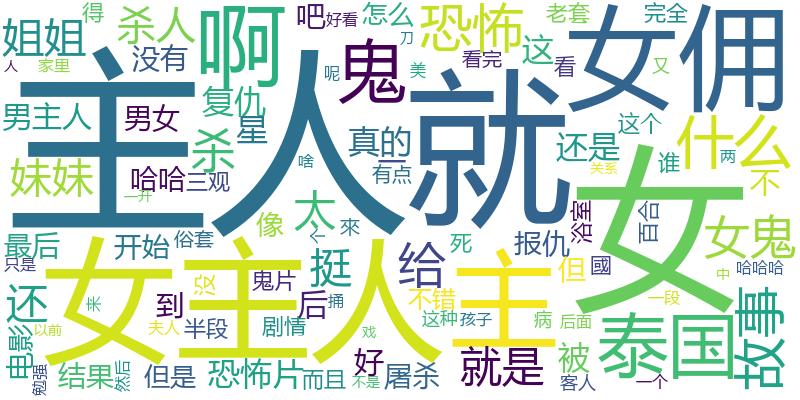 得 杀人 啊 吧 好看 怎么 恐怖 老套 完全 女佣
姐姐 没有 呢 鬼 刀 这 看完 又
人 家里 美 看
主人 就 女
男主人 男女 复仇 星 真的 还是 这个 谁 什么
杀 一 两
妹妹 哈哈 三观 啥 有点 关系 不
一开 太 像 來 浴室 百合 女鬼
最后 开始 俗套 个 死 报仇
只是 女主人 主 挺 给 但 國 哈哈哈
还 到 没 鬼片 后 不错 中 故事
未 捅 病 一段 泰国
电影 以前 夫人 半段 剧情 这种 孩子 后面
戏 就是 被
勉强 结果 然后 但是 恐怖片 而且 好 不是 屠杀 客人 一个